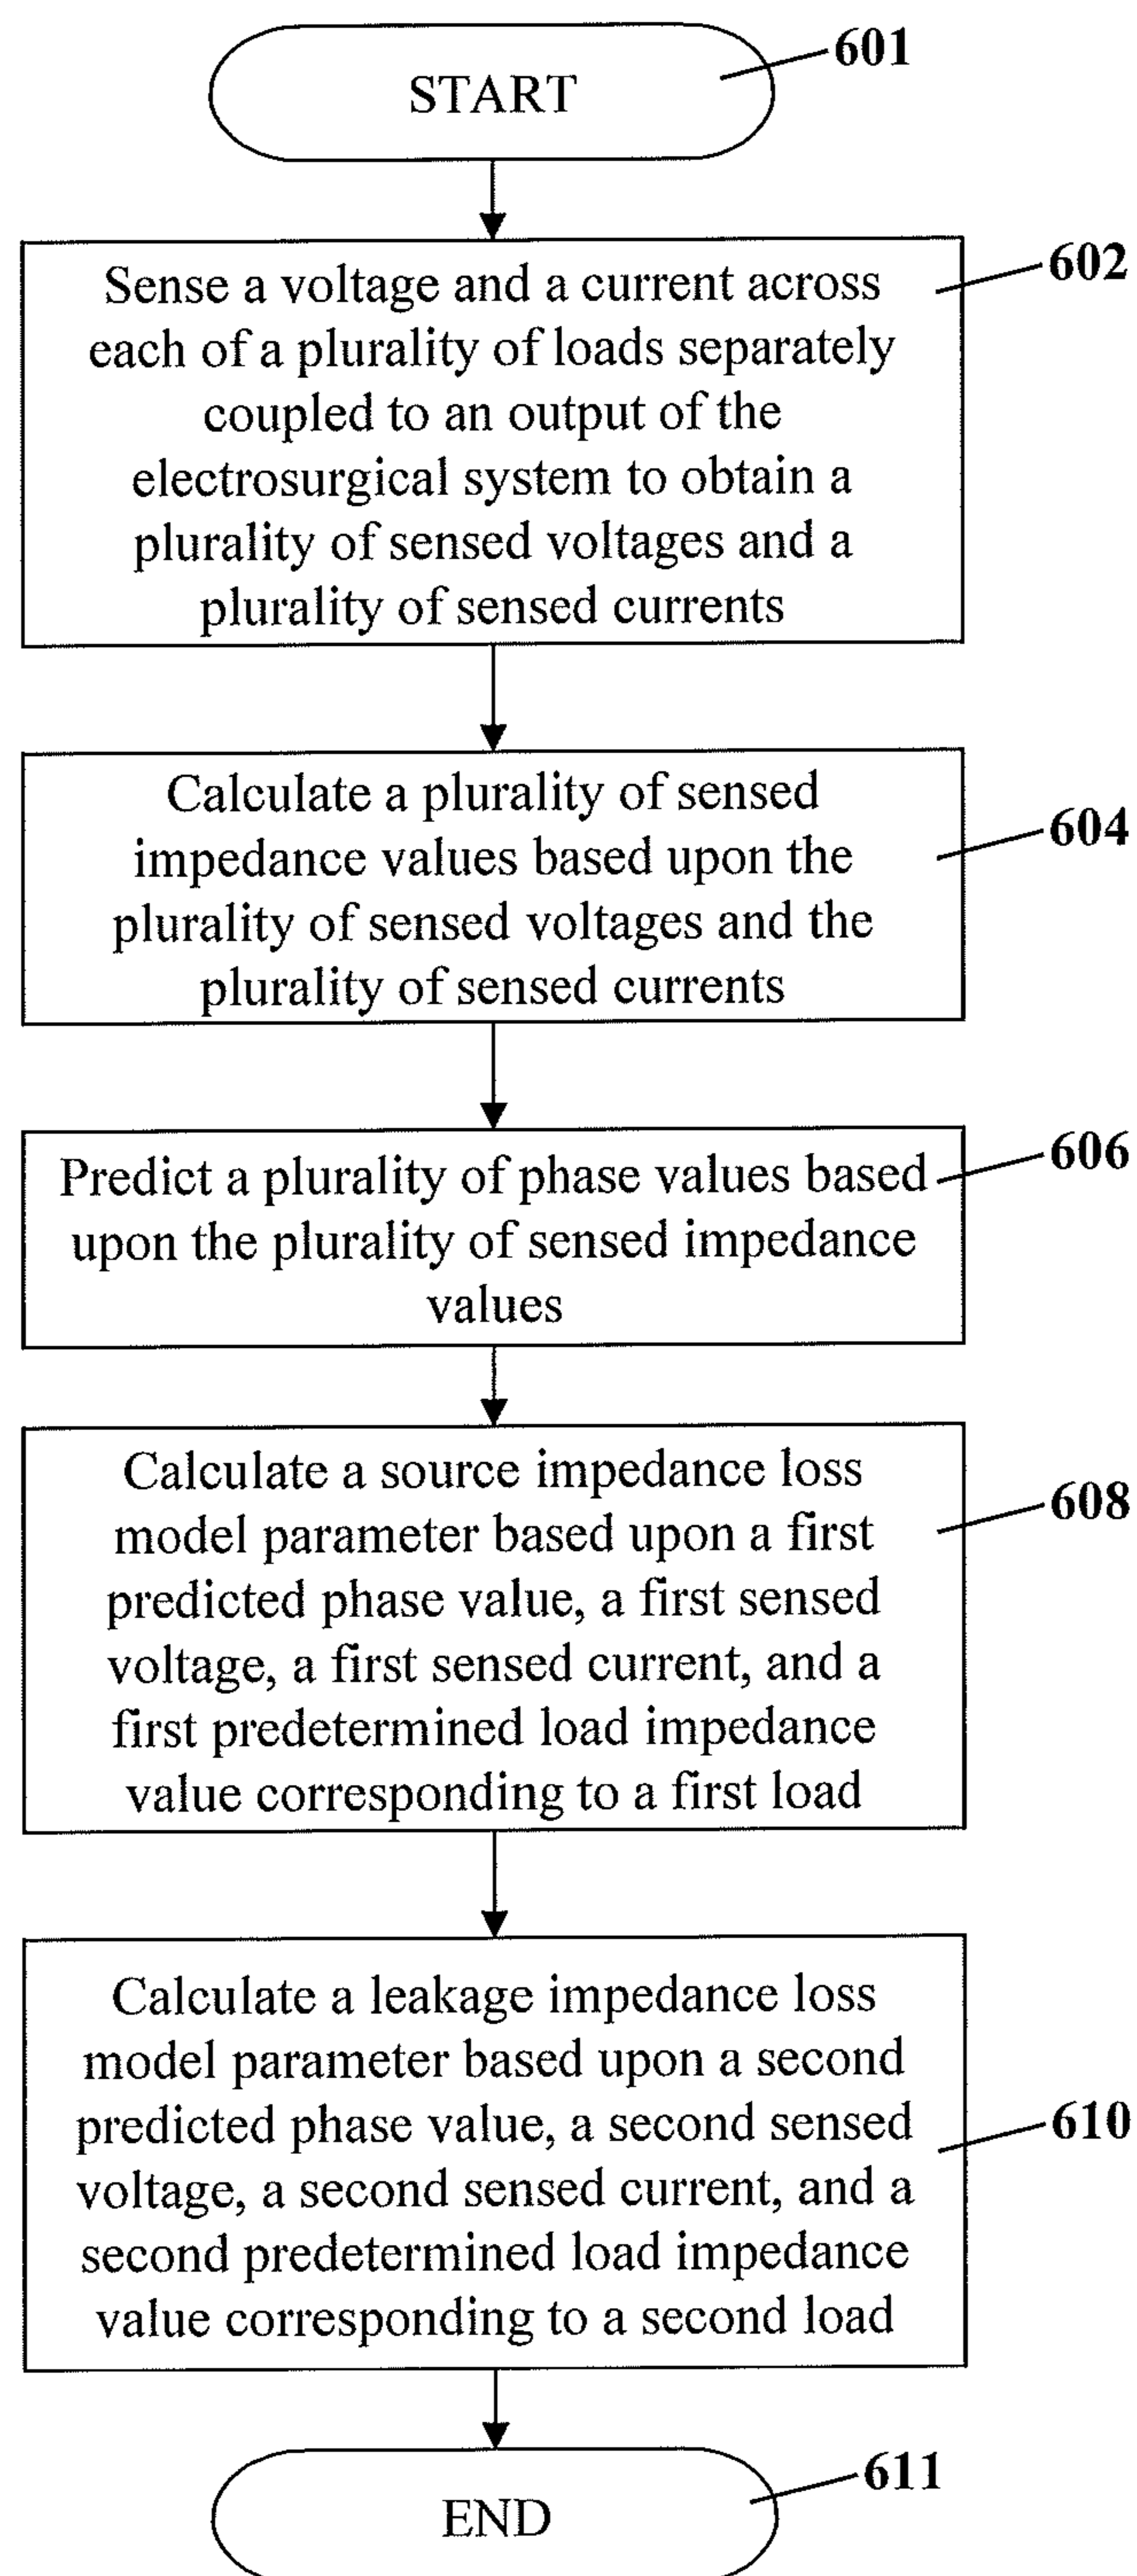 START
601
Sense a voltage and a current across
each of a plurality of loads separately
coupled to an output of the
electrosurgical system to obtain a
plurality of sensed voltages and a
plurality of sensed currents
602
Calculate a plurality of sensed
impedance values based upon the
plurality of sensed voltages and the
plurality of sensed currents
604
Predict a plurality of phase values based
upon the plurality of sensed impedance
values
606
Calculate a source impedance loss
model parameter based upon a first
predicted phase value, a first sensed
voltage, a first sensed current, and a
first predetermined load impedance
value corresponding to a first load
608
Calculate a leakage impedance loss
model parameter based upon a second
predicted phase value, a second sensed
voltage, a second sensed current, and a
second predetermined load impedance
value corresponding to a second load
610
END
611